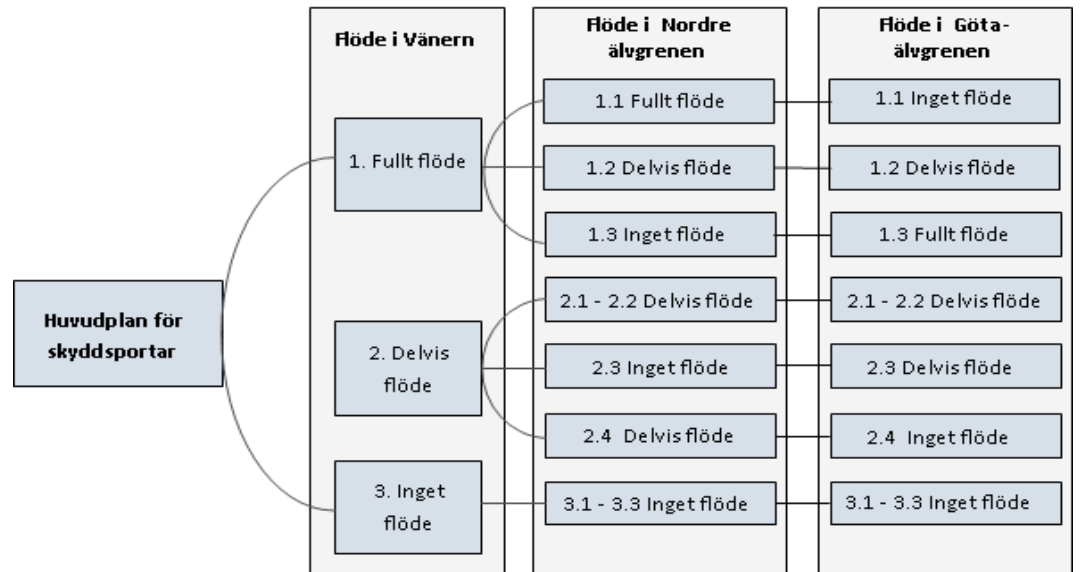 Huvudplan för
skyddsportar
Flöde i Vänern
1. Fullt flöde
2. Delvis
flöde
3. Inget
flöde
Flöde i Nordre
älvgrenen
1.1 Fullt flöde
1.2 Delvis flöde
1.3 Inget flöde
2.1 - 2.2 Delvis flöde
2.3 Inget flöde
2.4 Delvis flöde
3.1 - 3.3 Inget flöde
Flöde i Göta-
älvgrenen
1.1 Inget flöde
1.2 Delvis flöde
1.3 Fullt flöde
2.1 - 2.2 Delvis flöde
2.3 Delvis flöde
2.4 Inget flöde
3.1 - 3.3 Inget flöde